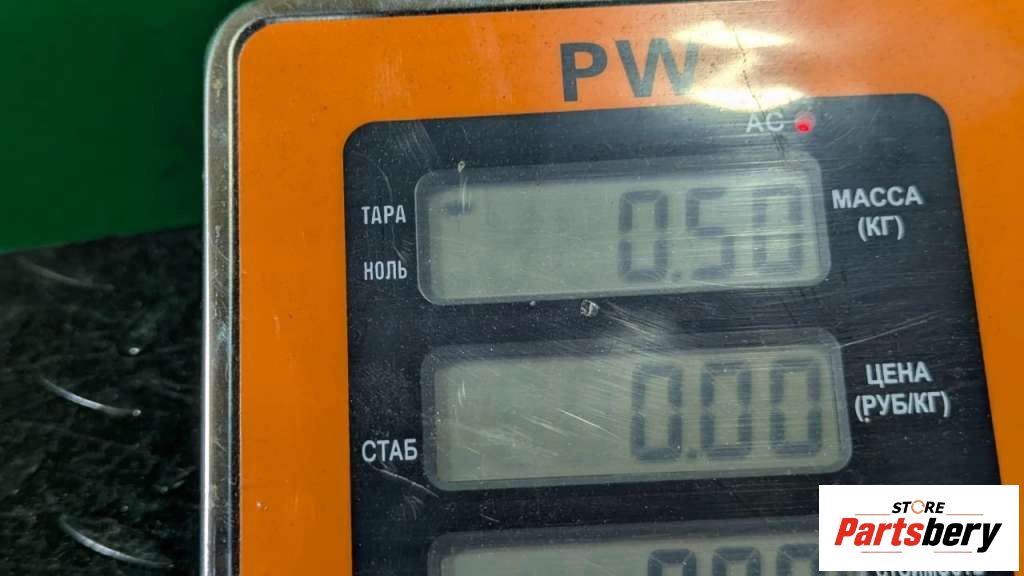 PW
AC
ТАРА
0.50
МАССА
(КГ)
НОЛЬ
0.00
ЦЕНА
(РУБ/КГ)
СТАБ
STORE
Partsbery